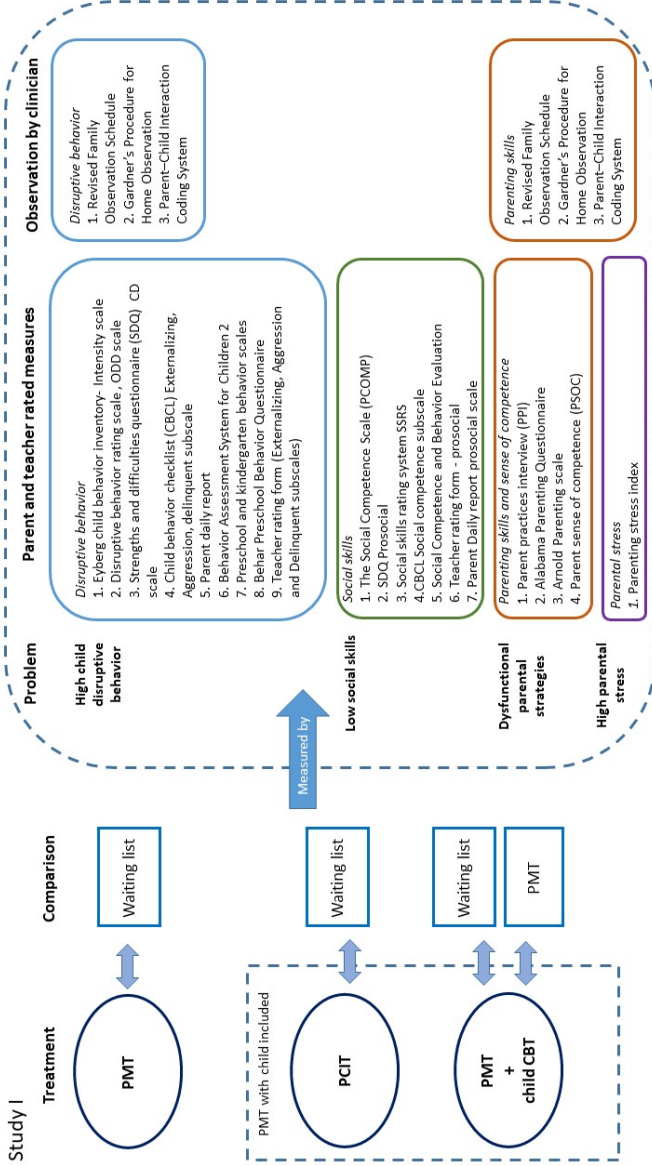 Study I
Treatment
Comparison
PMT
Waiting list
PMT with child included
PCIT
Waiting list
PMT
+
child CBT
Waiting list
PMT
Measured by
Problem
Parent and teacher rated measures
Observation by clinician
High child
disruptive
behavior
Disruptive behavior
1. Eyberg child behavior inventory- Intensity scale
2. Disruptive behavior rating scale , ODD scale
3. Strengths and difficulties questionnaire (SDQ) CD
scale
4. Child behavior checklist (CBCL) Externalizing,
Aggression, delinquent subscale
5. Parent daily report
6. Behavior Assessment System for Children 2
7. Preschool and kindergarten behavior scales
8. Behar Preschool Behavior Questionnaire
9. Teacher rating form (Externalizing, Aggression
and Delinquent subscales)
Disruptive behavior
1. Revised Family
Observation Schedule
2. Gardner's Procedure for
Home Observation
3. Parent–Child Interaction
Coding System
Low social skills
Social skills
1. The Social Competence Scale (PCOMP)
2. SDQ Prosocial
3. Social skills rating system SSRS
4.CBCL Social competence subscale
5. Social Competence and Behavior Evaluation
6. Teacher rating form - prosocial
7. Parent Daily report prosocial scale
Dysfunctional
parental
strategies
Parenting skills and sense of competence
1. Parent practices interview (PPI)
2. Alabama Parenting Questionnaire
3. Arnold Parenting scale
4. Parent sense of competence (PSOC)
Parenting skills
1. Revised Family
Observation Schedule
2. Gardner's Procedure for
Home Observation
3. Parent–Child Interaction
Coding System
High parental
stress
Parental stress
1. Parenting stress index